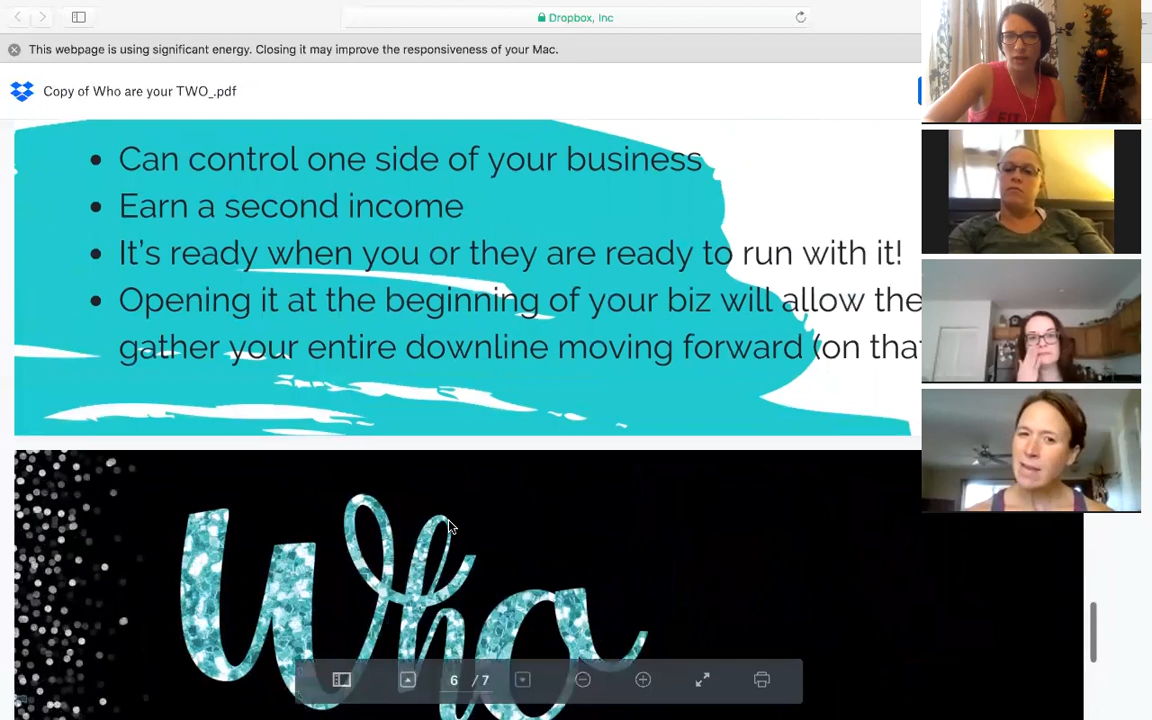 Dropbox, Inc
This webpage is using significant energy. Closing it may improve the responsiveness of your Mac.
Copy of Who are your TWO_.pdf
• Can control one side of your business
• Earn a second income
• It's ready when you or they are ready to run with it!
• Opening it at the beginning of your biz will allow the
gather your entire downline moving forward (on
Who
6 / 7